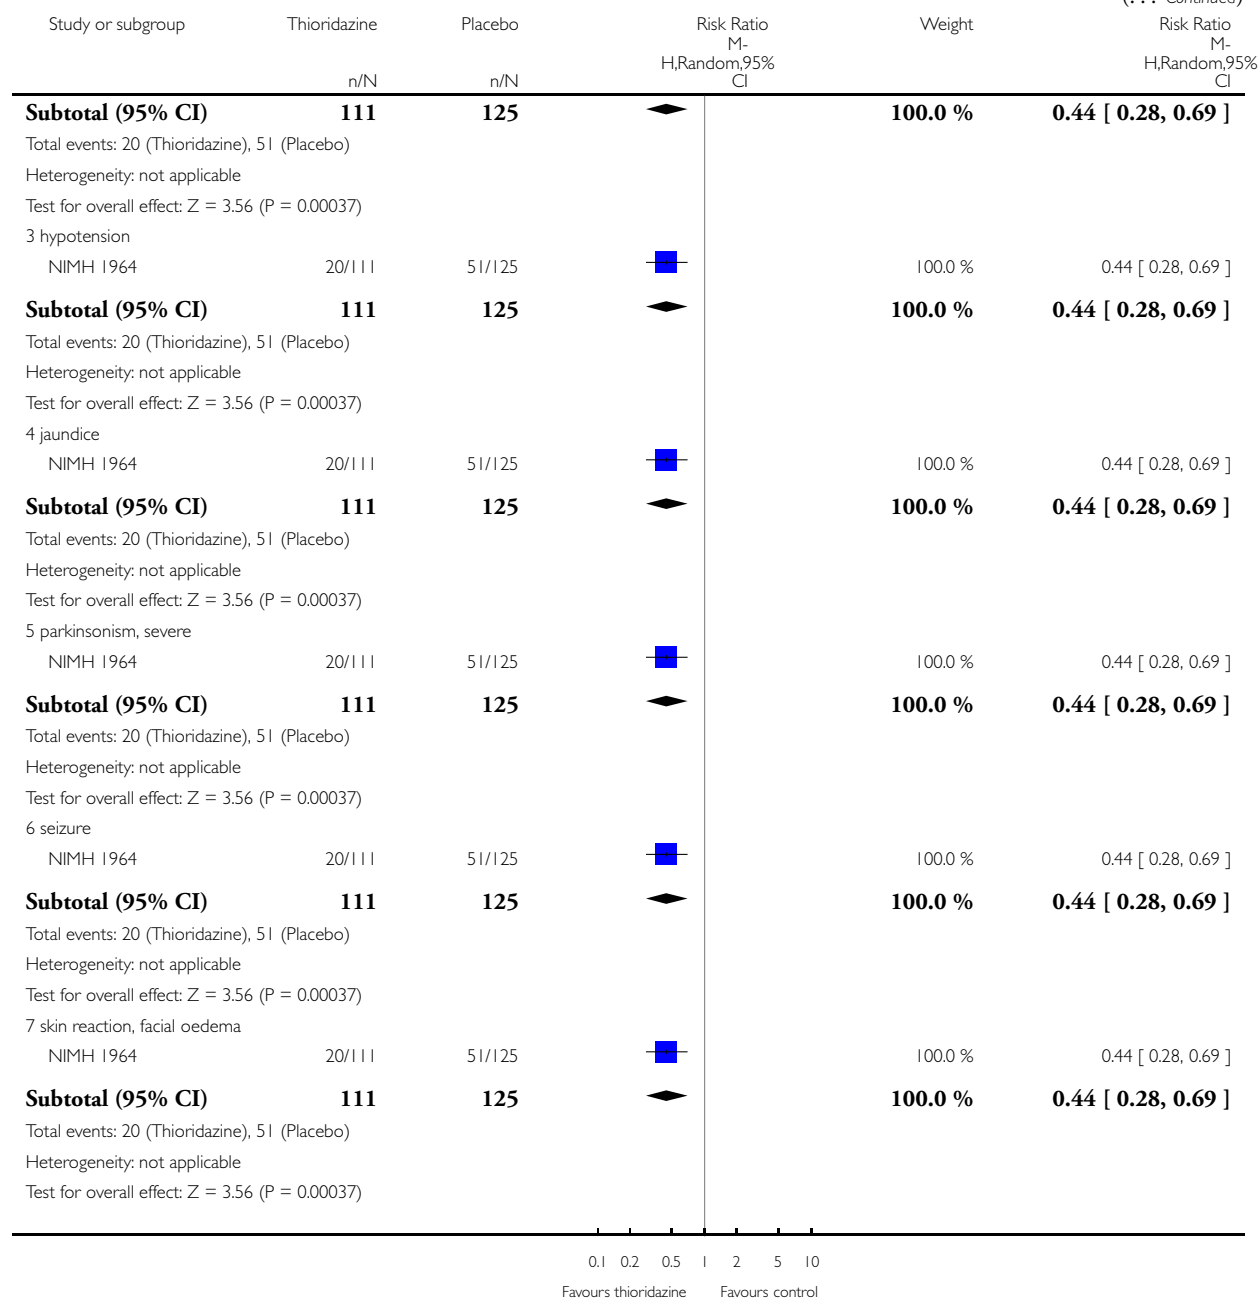 (... Continued)
Study or subgroup Thioridazine Placebo Risk Ratio Weight Risk Ratio
n/N n/N M-H,Random,95% CI M-H,Random,95% CI
Subtotal (95% CI) 111 125 100.0 % 0.44 [ 0.28, 0.69 ]
Total events: 20 (Thioridazine), 51 (Placebo)
Heterogeneity: not applicable
Test for overall effect: Z = 3.56 (P = 0.00037)
3 hypotension
NIMH 1964 20/111 51/125 100.0 % 0.44 [ 0.28, 0.69 ]
Subtotal (95% CI) 111 125 100.0 % 0.44 [ 0.28, 0.69 ]
Total events: 20 (Thioridazine), 51 (Placebo)
Heterogeneity: not applicable
Test for overall effect: Z = 3.56 (P = 0.00037)
4 jaundice
NIMH 1964 20/111 51/125 100.0 % 0.44 [ 0.28, 0.69 ]
Subtotal (95% CI) 111 125 100.0 % 0.44 [ 0.28, 0.69 ]
Total events: 20 (Thioridazine), 51 (Placebo)
Heterogeneity: not applicable
Test for overall effect: Z = 3.56 (P = 0.00037)
5 parkinsonism, severe
NIMH 1964 20/111 51/125 100.0 % 0.44 [ 0.28, 0.69 ]
Subtotal (95% CI) 111 125 100.0 % 0.44 [ 0.28, 0.69 ]
Total events: 20 (Thioridazine), 51 (Placebo)
Heterogeneity: not applicable
Test for overall effect: Z = 3.56 (P = 0.00037)
6 seizure
NIMH 1964 20/111 51/125 100.0 % 0.44 [ 0.28, 0.69 ]
Subtotal (95% CI) 111 125 100.0 % 0.44 [ 0.28, 0.69 ]
Total events: 20 (Thioridazine), 51 (Placebo)
Heterogeneity: not applicable
Test for overall effect: Z = 3.56 (P = 0.00037)
7 skin reaction, facial oedema
NIMH 1964 20/111 51/125 100.0 % 0.44 [ 0.28, 0.69 ]
Subtotal (95% CI) 111 125 100.0 % 0.44 [ 0.28, 0.69 ]
Total events: 20 (Thioridazine), 51 (Placebo)
Heterogeneity: not applicable
Test for overall effect: Z = 3.56 (P = 0.00037)
0.1 0.2 0.5 1 2 5 10
Favours thioridazine Favours control